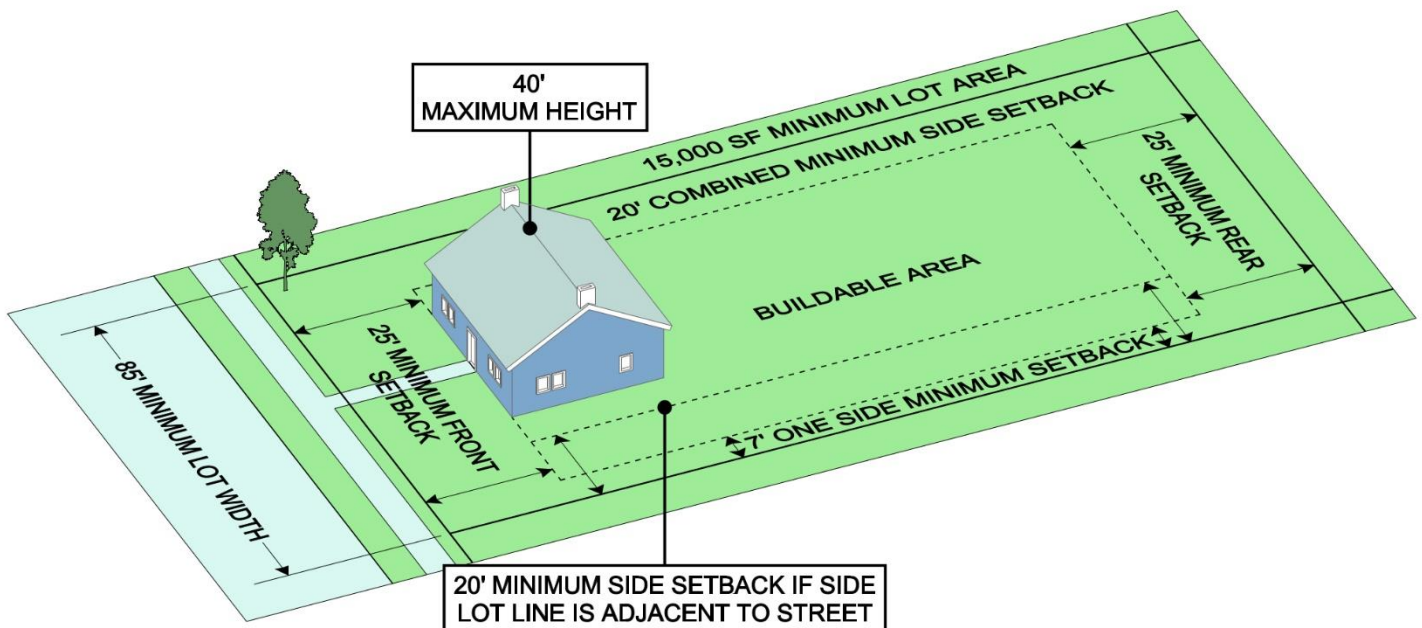 40'
MAXIMUM HEIGHT
15,000 SF MINIMUM LOT AREA
20' COMBINED MINIMUM SIDE SETBACK
25' MINIMUM REAR
SETBACK
BUILDABLE AREA
25' MINIMUM FRONT
SETBACK
85' MINIMUM LOT WIDTH
7' ONE SIDE MINIMUM SETBACK
20' MINIMUM SIDE SETBACK IF SIDE
LOT LINE IS ADJACENT TO STREET